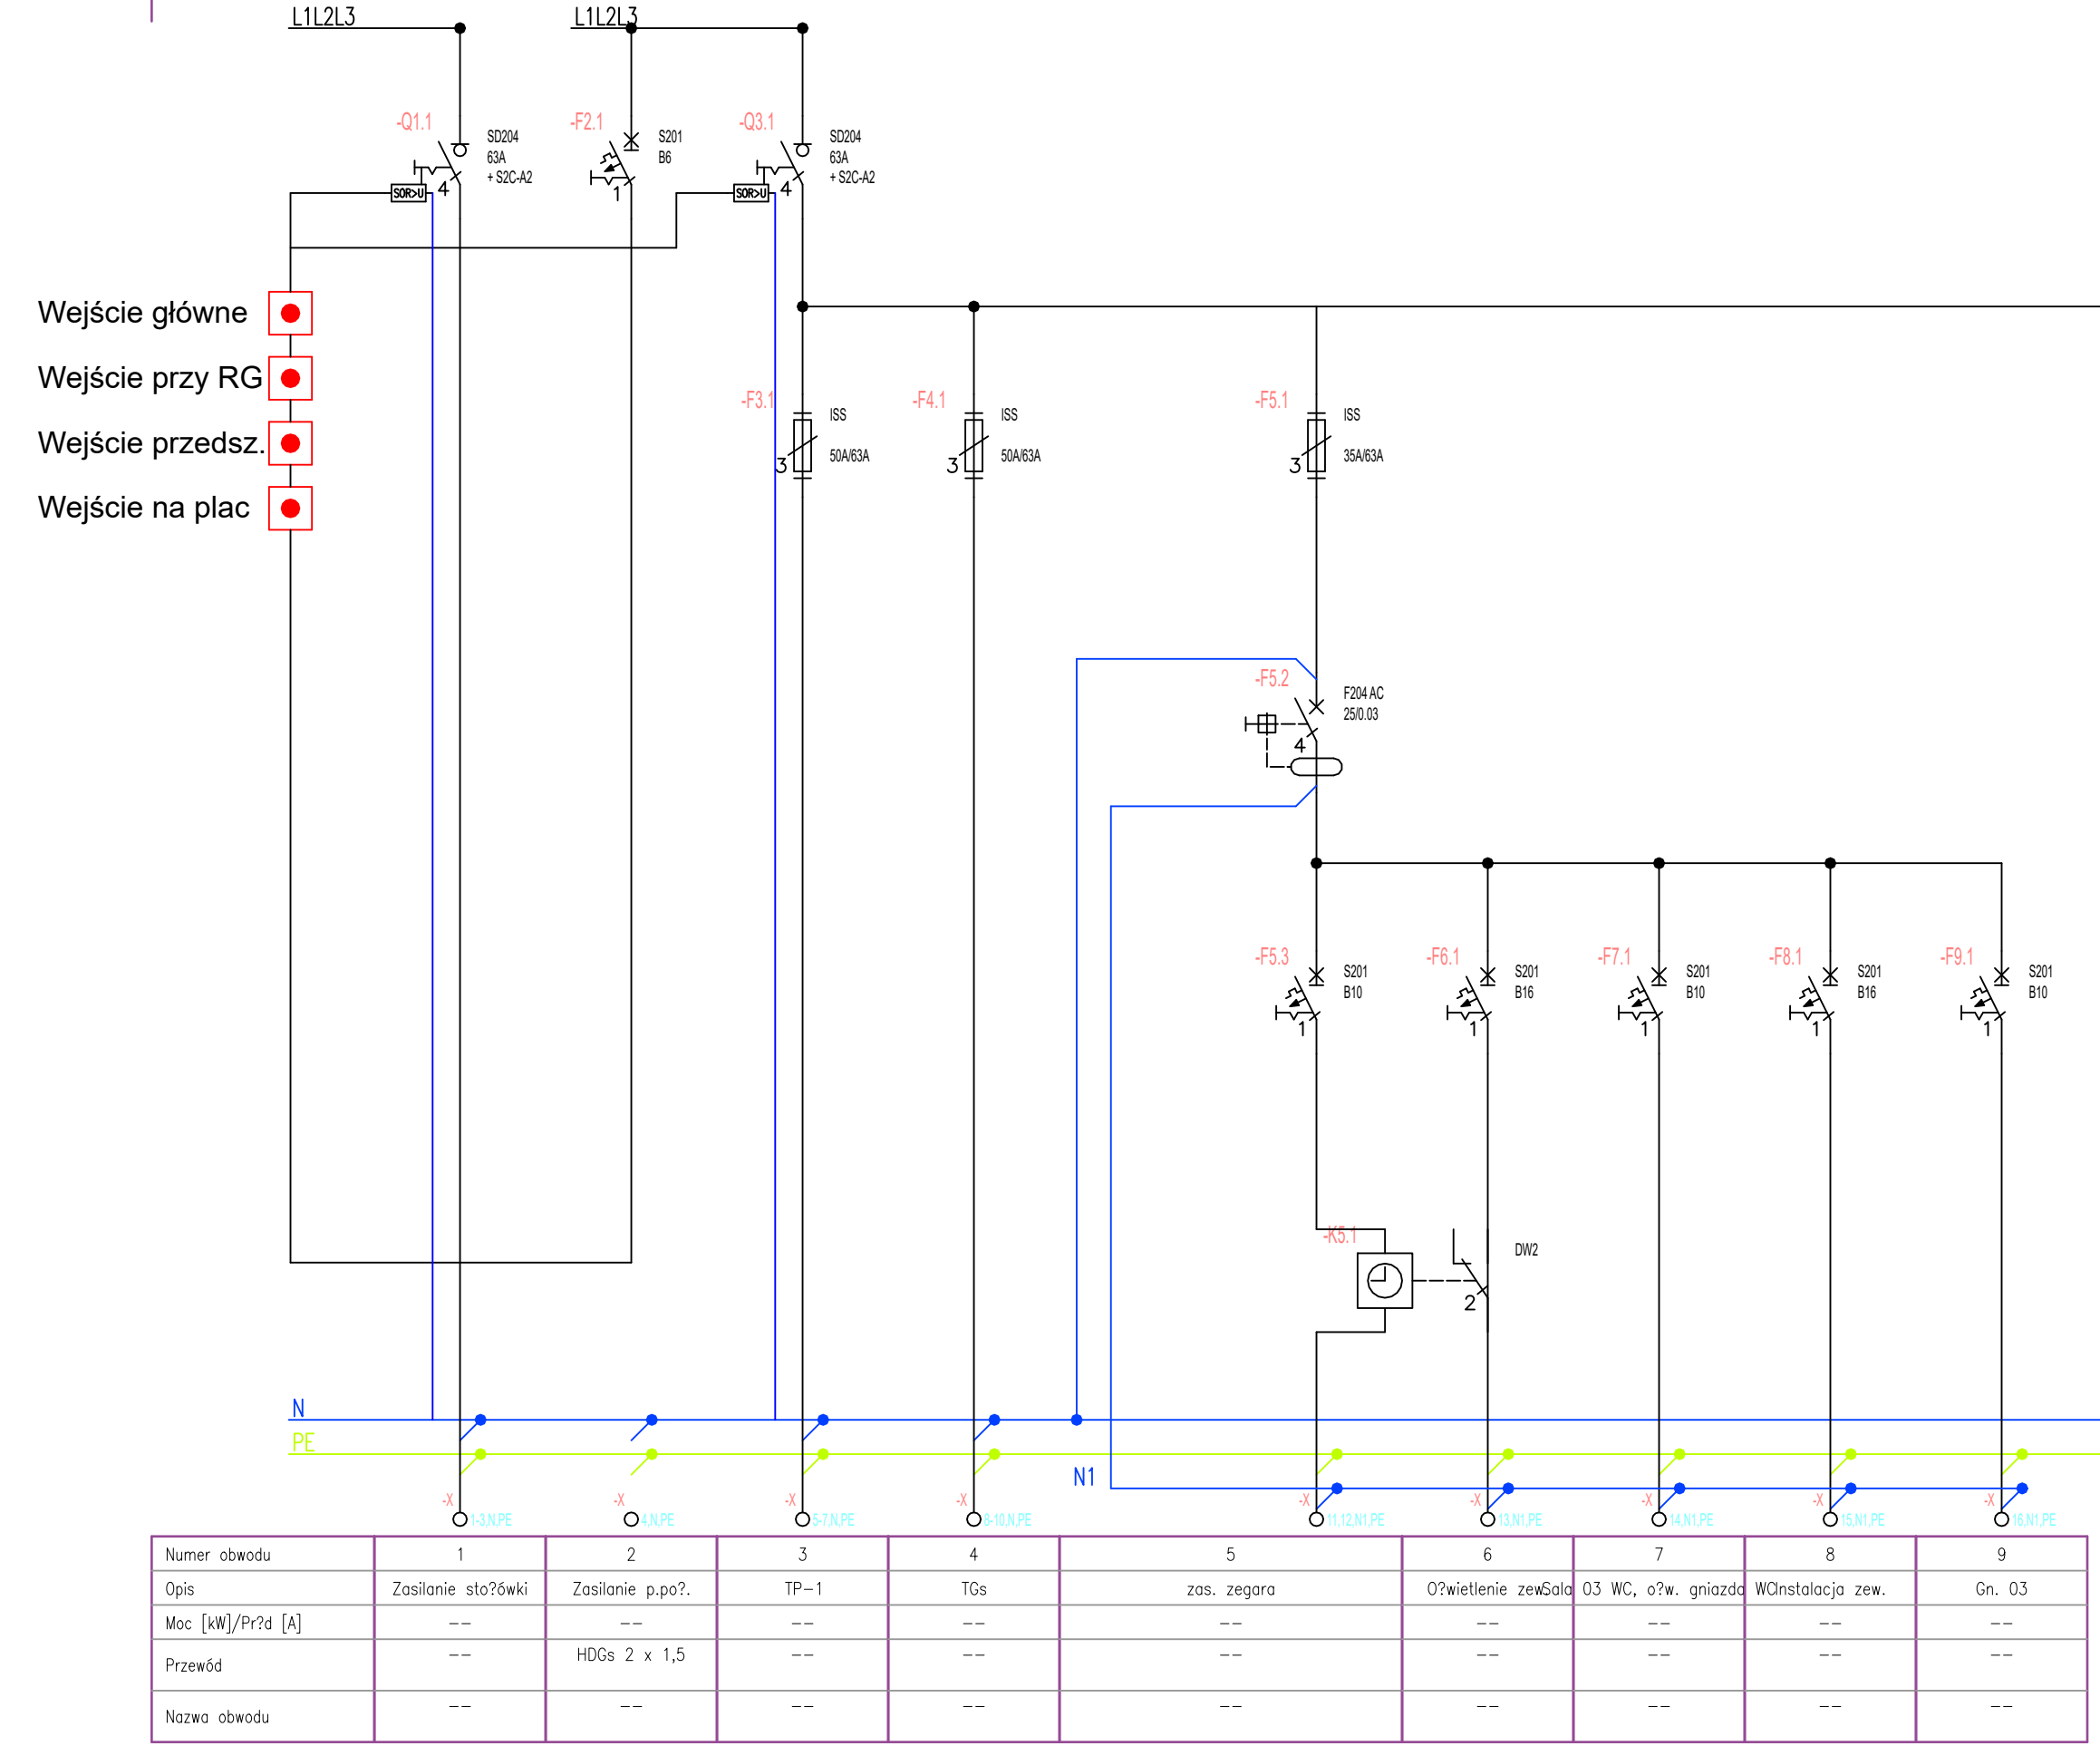 L1L2L3
L1L2L3
-Q1.1
SD204
63A
+ S2C-A2
4
SOR>U
-F2.1
S201
B6
1
-Q3.1
SD204
63A
+ S2C-A2
4
SOR>U
Wejście główne
Wejście przy RG
Wejście przedsz.
Wejście na plac
-F3.1
ISS
50A/63A
3
-F4.1
ISS
50A/63A
3
-F5.1
ISS
35A/63A
3
-F5.2
F204 AC
25/0.03
4
-F5.3
S201
B10
1
-F6.1
S201
B16
1
-F7.1
S201
B10
1
-F8.1
S201
B16
1
-F9.1
S201
B10
1
-K5.1
DW2
2
N
PE
N1
-X 1-3,N,PE
-X 4,N,PE
-X 5-7,N,PE
-X 8-10,N,PE
-X 11,12,N1,PE
-X 13,N1,PE
-X 14,N1,PE
-X 15,N1,PE
-X 16,N1,PE
Numer obwodu 1 2 3 4 5 6 7 8 9
Opis Zasilanie sto?ówki Zasilanie p.po?. TP-1 TGs zas. zegara O?wietlenie zew. Sala 03 WC, o?w. gniazda WC Instalacja zew. Gn. 03
Moc [kW]/Pr?d [A] -- -- -- -- -- -- -- -- --
Przewód -- HDGs 2 x 1,5 -- -- -- -- -- -- --
Nazwa obwodu -- -- -- -- -- -- -- -- --